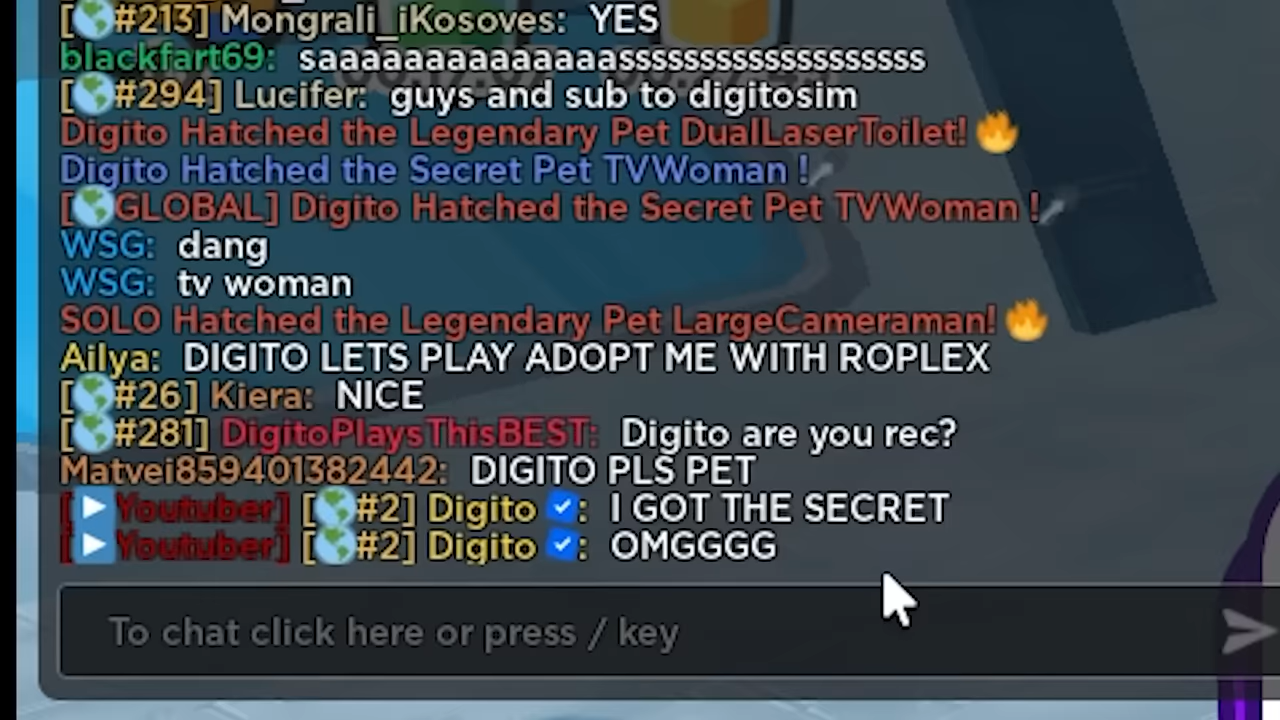 [🌎#213] Mongrali_iKosoves: YES
blackfart69: saaaaaaaaaaaaaassssssssssssssssss
[🌎#294] Lucifer: guys and sub to digitosim
Digito Hatched the Legendary Pet DualLaserToilet!🔥
Digito Hatched the Secret Pet TVWoman !
[🌎GLOBAL] Digito Hatched the Secret Pet TVWoman !
WSG: dang
WSG: tv woman
SOLO Hatched the Legendary Pet LargeCameraman!🔥
Ailya: DIGITO LETS PLAY ADOPT ME WITH ROPLEX
[🌎#26] Kiera: NICE
[🌎#281] DigitoPlaysThisBEST: Digito are you rec?
Matvei859401382442: DIGITO PLS PET
[▶️Youtuber] [🌎#2] Digito ☑️: I GOT THE SECRET
[▶️Youtuber] [🌎#2] Digito ☑️: OMGGGG
To chat click here or press / key